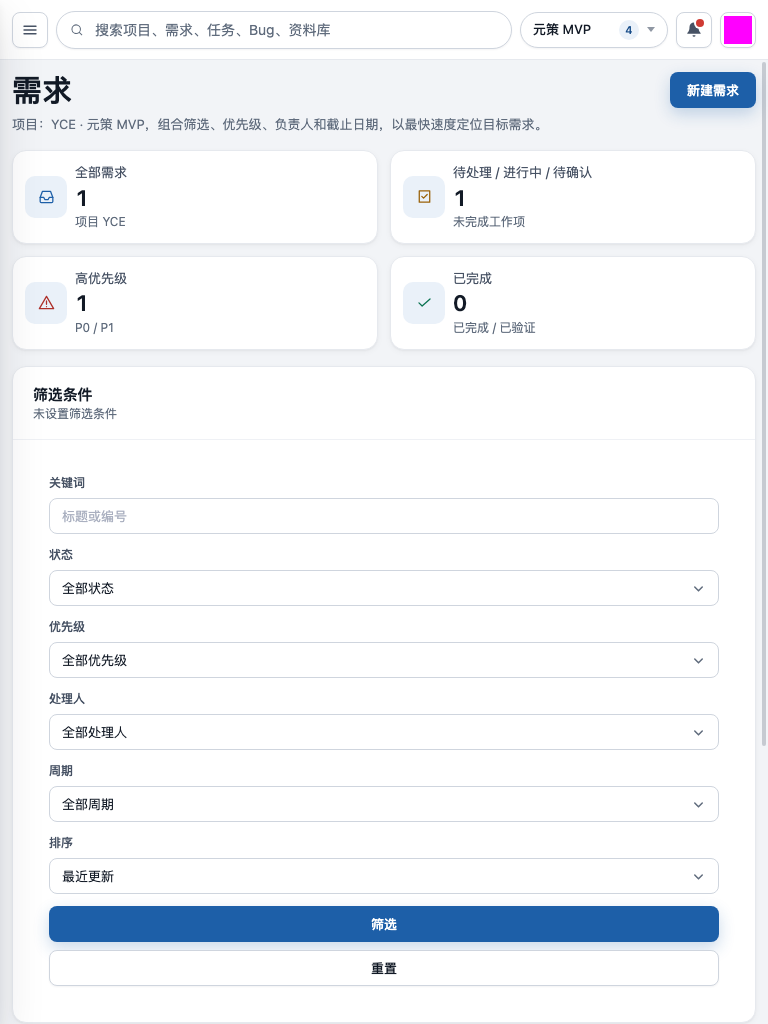 搜索项目、需求、任务、Bug、资料库
元策 MVP
4
需求
新建需求
项目：YCE · 元策 MVP，组合筛选、优先级、负责人和截止日期，以最快速度定位目标需求。
全部需求
1
项目 YCE
待处理 / 进行中 / 待确认
1
未完成工作项
高优先级
1
P0 / P1
已完成
0
已完成 / 已验证
筛选条件
未设置筛选条件
关键词
标题或编号
状态
全部状态
优先级
全部优先级
处理人
全部处理人
周期
全部周期
排序
最近更新
筛选
重置